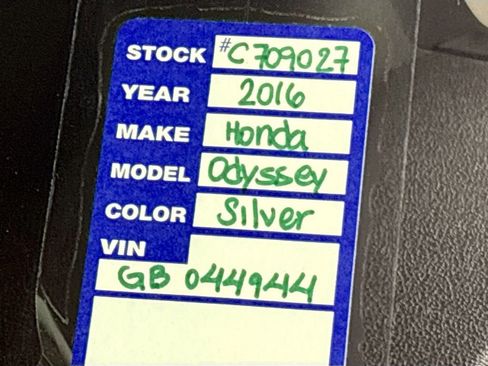 STOCK #C709027
YEAR 2016
MAKE Honda
MODEL Odyssey
COLOR Silver
VIN
GB 044944